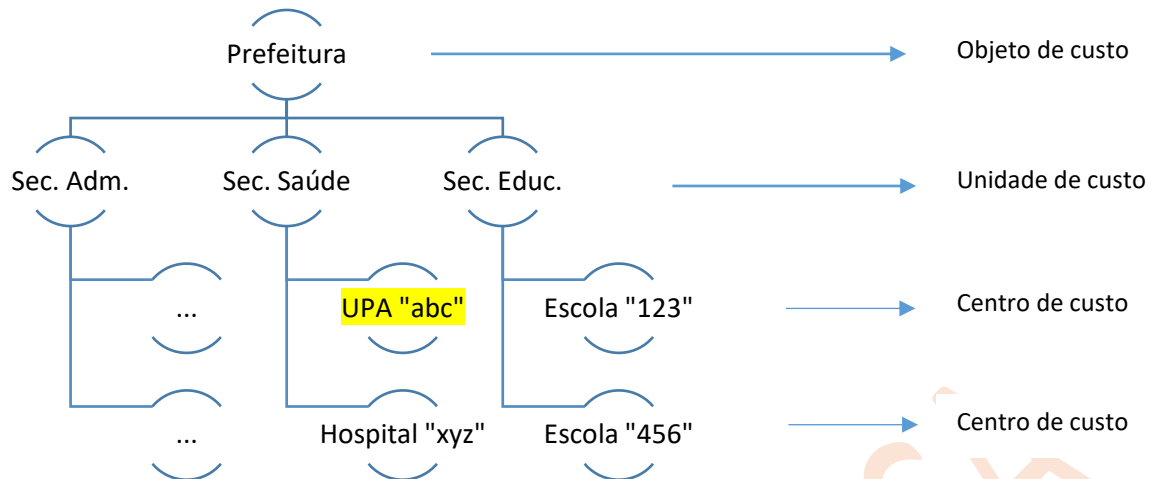 Prefeitura
Objeto de custo
Sec. Adm.
Sec. Saúde
Sec. Educ.
Unidade de custo
...
UPA "abc"
Escola "123"
Centro de custo
...
Hospital "xyz"
Escola "456"
Centro de custo